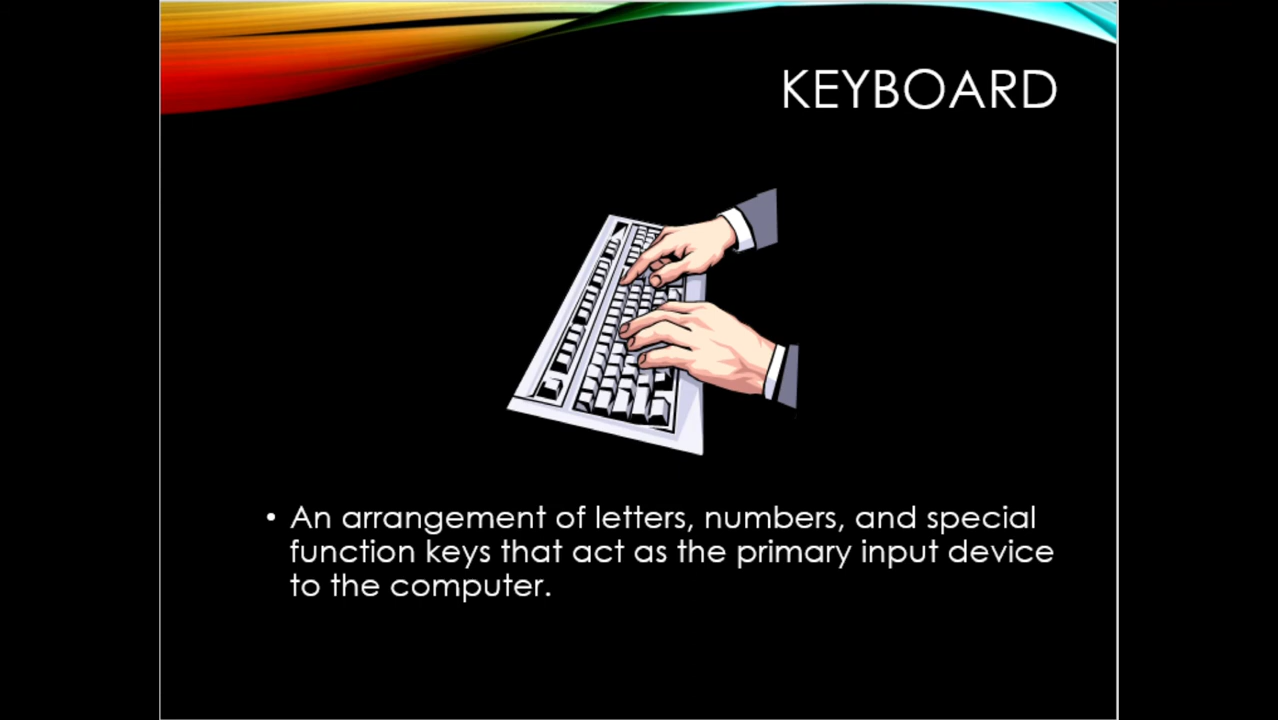 KEYBOARD
• An arrangement of letters, numbers, and special
function keys that act as the primary input device
to the computer.